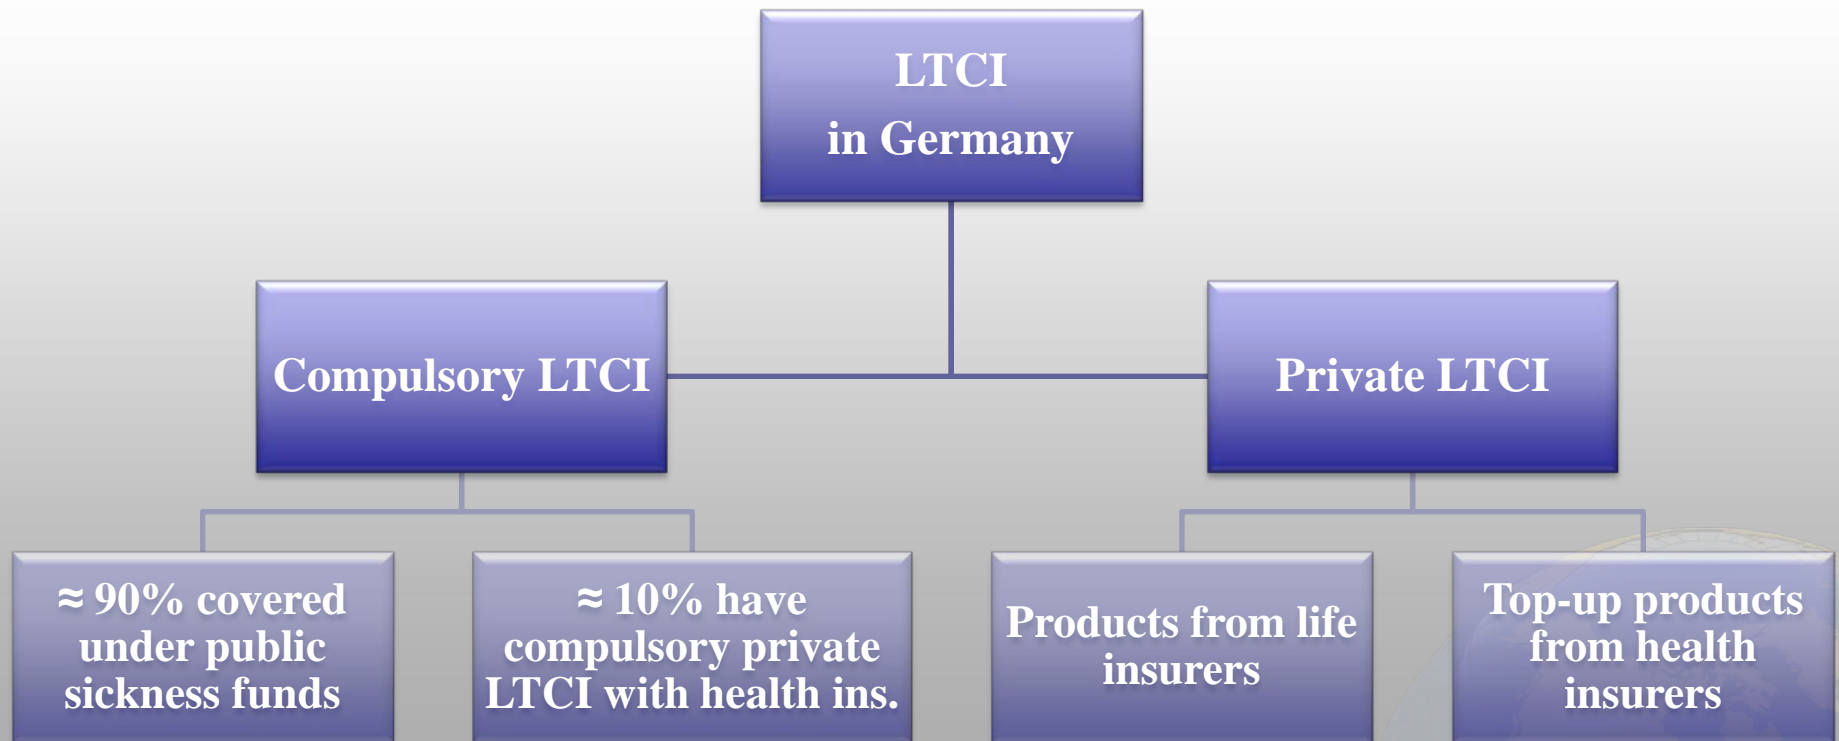 LTCI
in Germany
Compulsory LTCI
Private LTCI
≈ 90% covered
under public
sickness funds
≈ 10% have
compulsory private
LTCI with health ins.
Products from life
insurers
Top-up products
from health
insurers